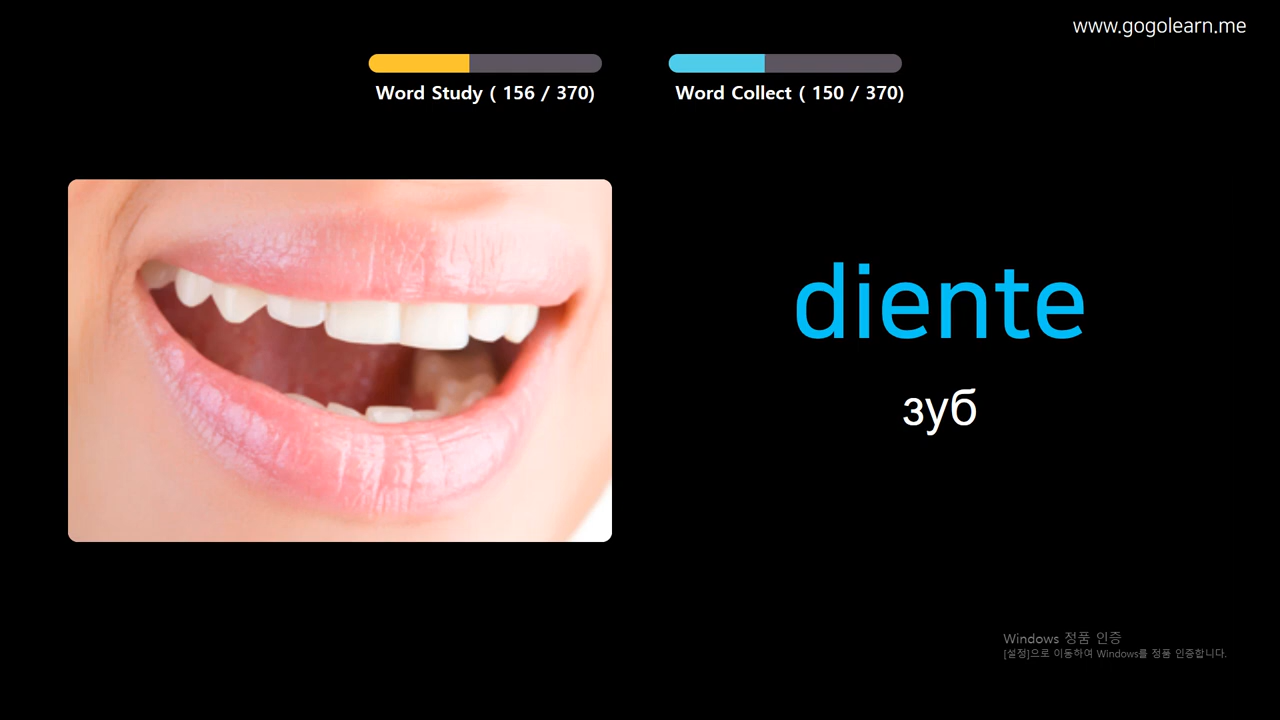 www.gogolearn.me
Word Study ( 156 / 370)
Word Collect ( 150 / 370)
diente
зуб
Windows 정품 인증
[설정]으로 이동하여 Windows를 정품 인증합니다.